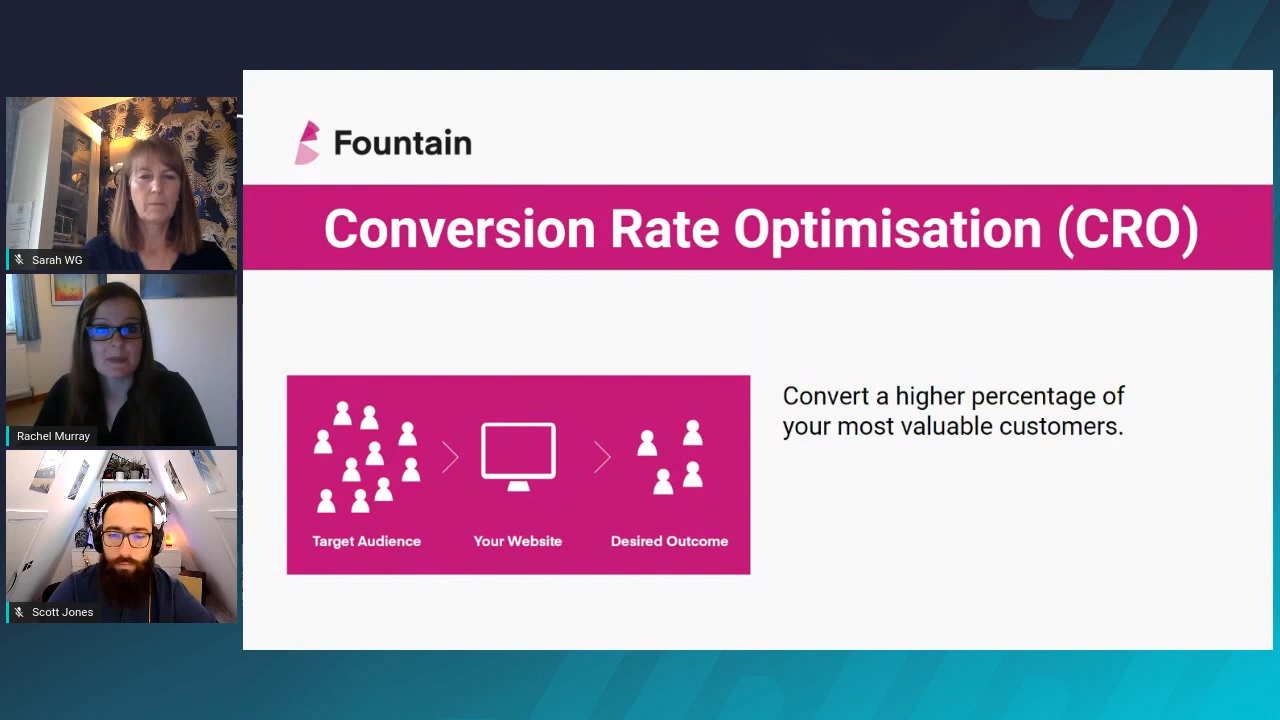 Fountain
Conversion Rate Optimisation (CRO)
Convert a higher percentage of
your most valuable customers.
Target Audience
Your Website
Desired Outcome
Sarah WG
Rachel Murray
Scott Jones